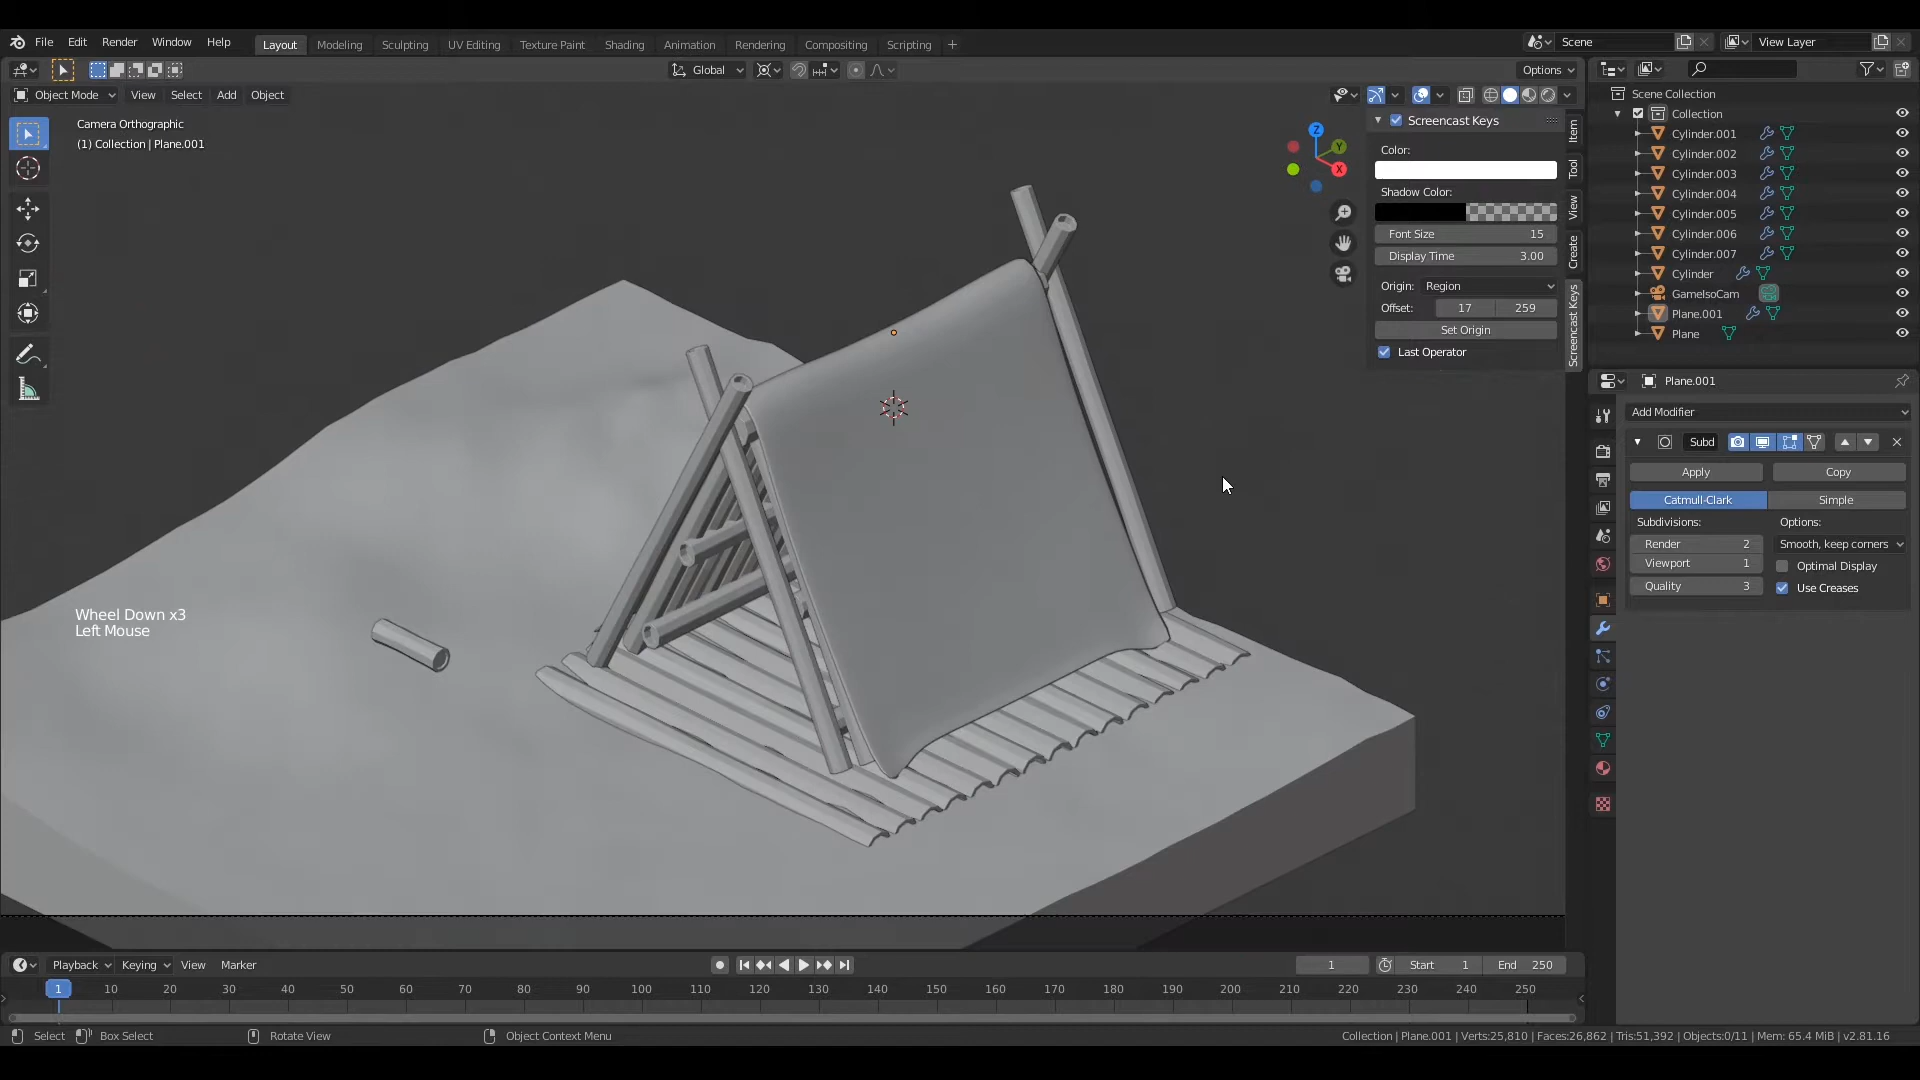 File Edit Render Window Help Layout Modeling Sculpting UV Editing Texture Paint Shading Animation Rendering Compositing Scripting + Scene View Layer
Global Options
Object Mode View Select Add Object
Camera Orthographic
(1) Collection | Plane.001
Z
Y
X
Screencast Keys
Color:
Shadow Color:
Font Size 15
Display Time 3.00
Origin: Region
Offset: 17 259
Set Origin
Last Operator
Item
Tool
View
Create
Screencast Keys
Scene Collection
Collection
Cylinder.001
Cylinder.002
Cylinder.003
Cylinder.004
Cylinder.005
Cylinder.006
Cylinder.007
Cylinder
GameIsoCam
Plane.001
Plane
Plane.001
Add Modifier
Subd
Apply Copy
Catmull-Clark Simple
Subdivisions: Options:
Render 2 Smooth, keep corners
Viewport 1 Optimal Display
Quality 3 Use Creases
Wheel Down x3
Left Mouse
Playback Keying View Marker 1 Start 1 End 250
1 10 20 30 40 50 60 70 80 90 100 110 120 130 140 150 160 170 180 190 200 210 220 230 240 250
Select Box Select Rotate View Object Context Menu Collection | Plane.001 | Verts:25,810 | Faces:26,862 | Tris:51,392 | Objects:0/11 | Mem: 65.4 MiB | v2.81.16